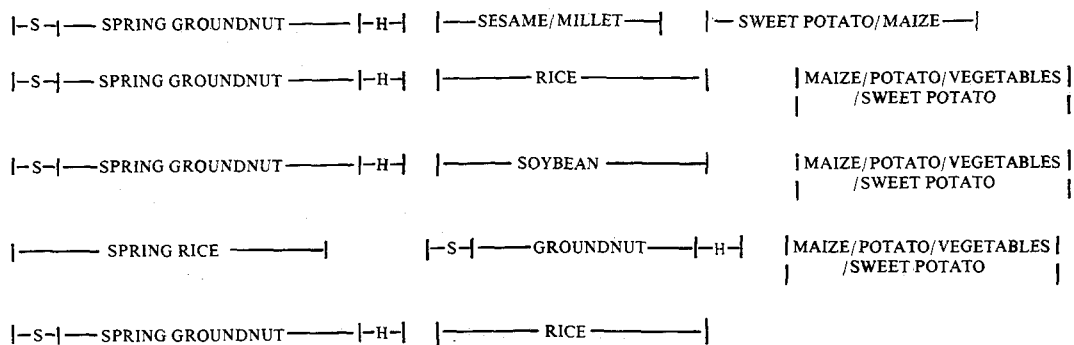 S SPRING GROUNDNUT H SESAME/MILLET SWEET POTATO/MAIZE
S SPRING GROUNDNUT H RICE MAIZE/POTATO/VEGETABLES
/SWEET POTATO
S SPRING GROUNDNUT H SOYBEAN MAIZE/POTATO/VEGETABLES
/SWEET POTATO
SPRING RICE S GROUNDNUT H MAIZE/POTATO/VEGETABLES
/SWEET POTATO
S SPRING GROUNDNUT H RICE